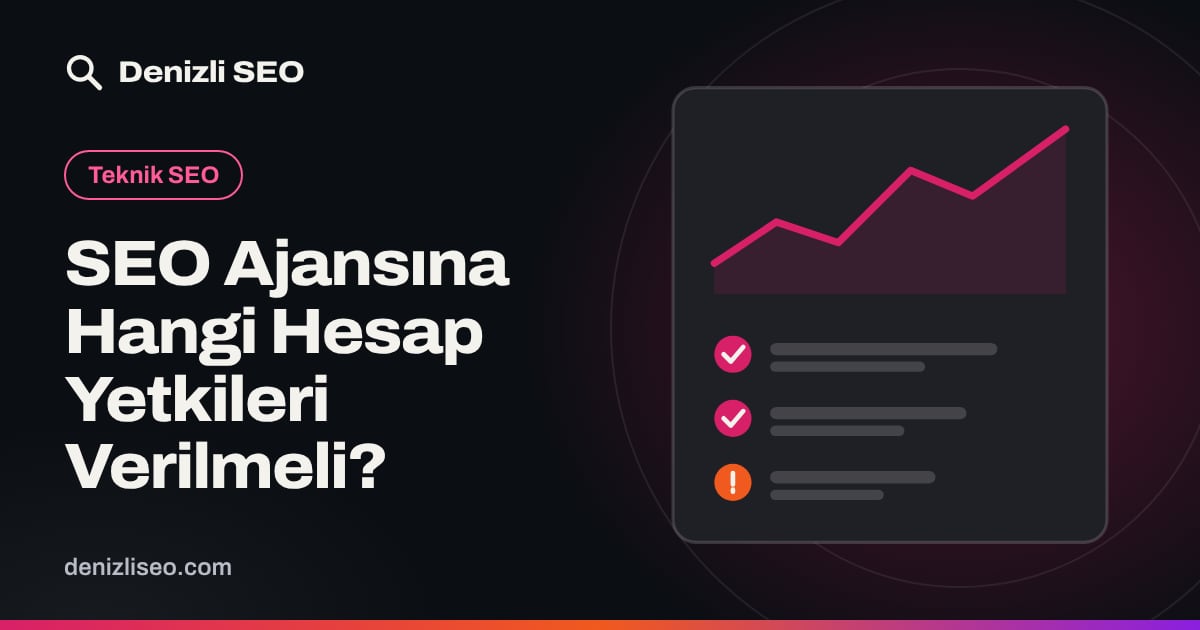 Denizli SEO
Teknik SEO
SEO Ajansına
Hangi Hesap
Yetkileri
Verilmeli?
denizliseo.com